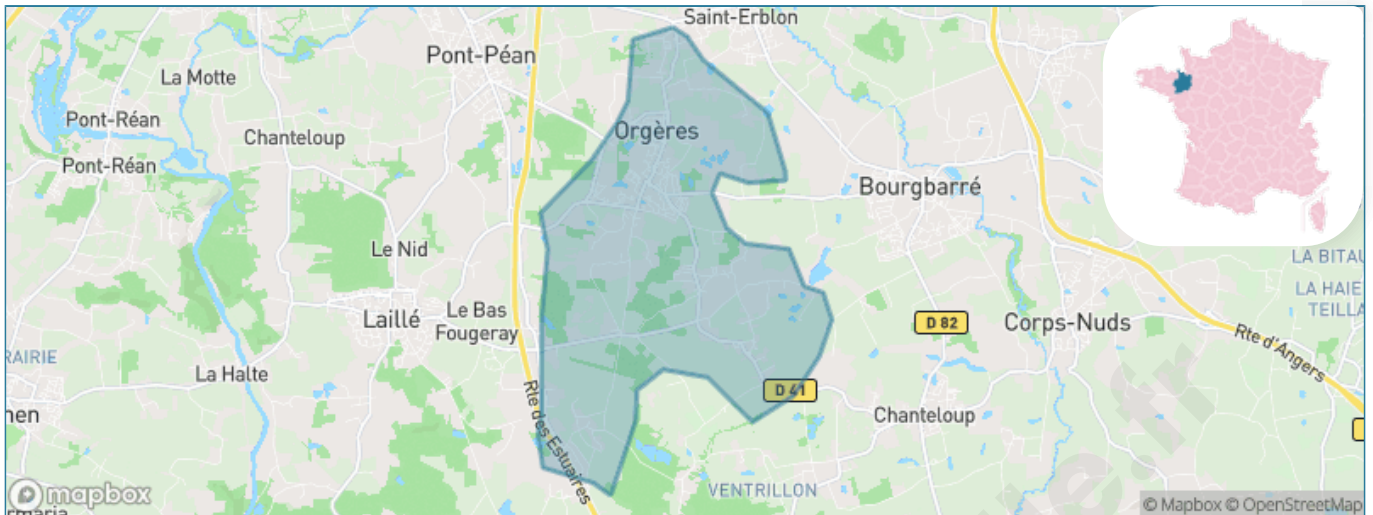 Saint-Erblon
Pont-Péan
La Motte
Pont-Réan
Orgères
Chanteloup
Pont-Réan
Bourgbarré
Le Nid
LA BITAU
LA HAIE
TEILLA
Le Bas
Fougeray
Laillé
D 82
Corps-Nuds
Rte d'Angers
RAIRIE
La Halte
Rte des Estuaires
D 41
men
Chanteloup
VENTRILLON
mapbox
© Mapbox © OpenStreetMap